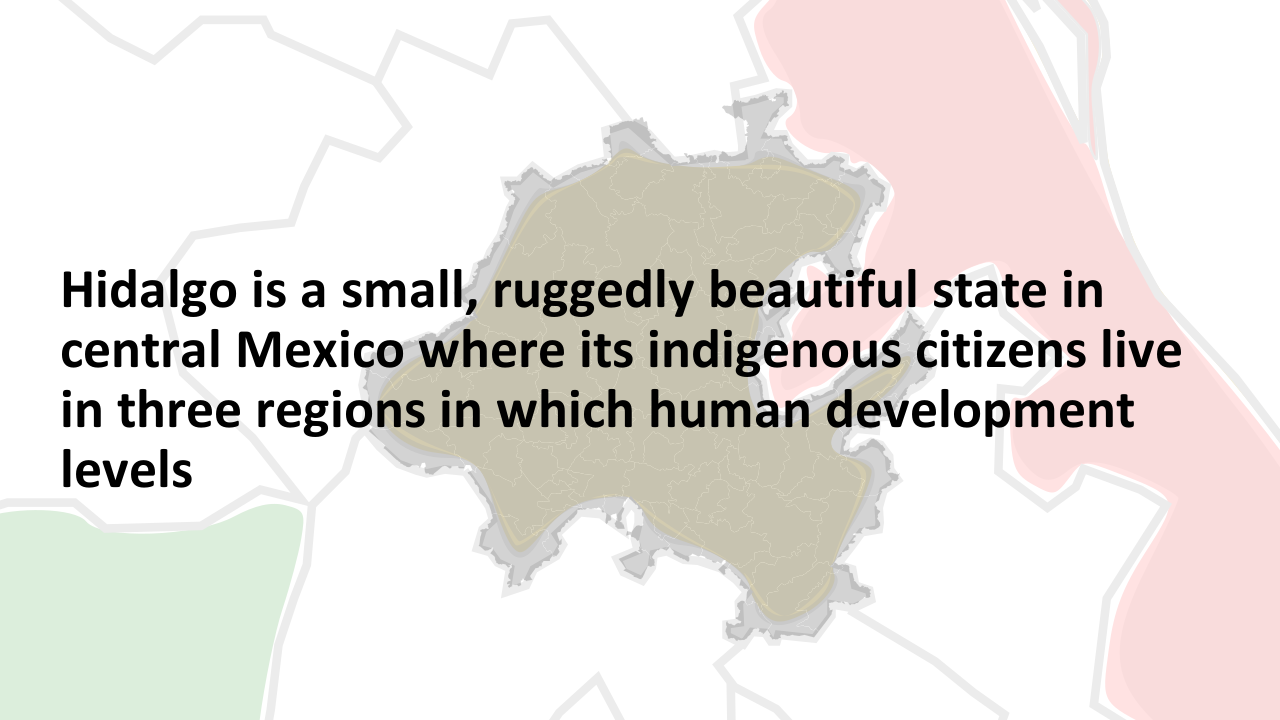 Hidalgo is a small, ruggedly beautiful state in
central Mexico where its indigenous citizens live
in three regions in which human development
levels